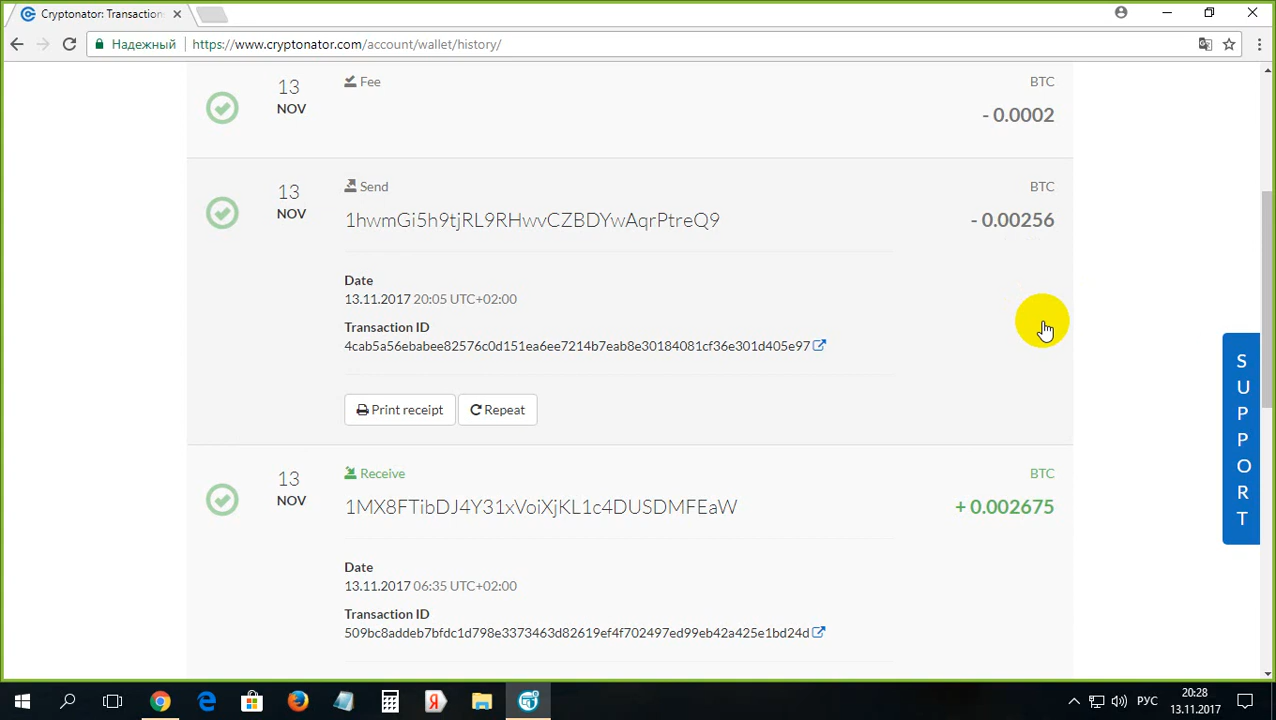 Cryptonator: Transaction
Надежный
https://www.cryptonator.com/account/wallet/history/
13
NOV
Fee
BTC
- 0.0002
13
NOV
Send
BTC
1hwmGi5h9tjRL9RHwvCZBDYwAqrPtreQ9
- 0.00256
Date
13.11.2017 20:05 UTC+02:00
Transaction ID
4cab5a56ebabee82576c0d151ea6ee7214b7eab8e30184081cf36e301d405e97
Print receipt
Repeat
13
NOV
Receive
BTC
1MX8FTibDJ4Y31xVoiXjKL1c4DUSDMFEaW
+ 0.002675
Date
13.11.2017 06:35 UTC+02:00
Transaction ID
509bc8addeb7bfdc1d798e3373463d82619ef4f702497ed99eb42a425e1bd24d
SUPPORT
РУС
20:28
13.11.2017